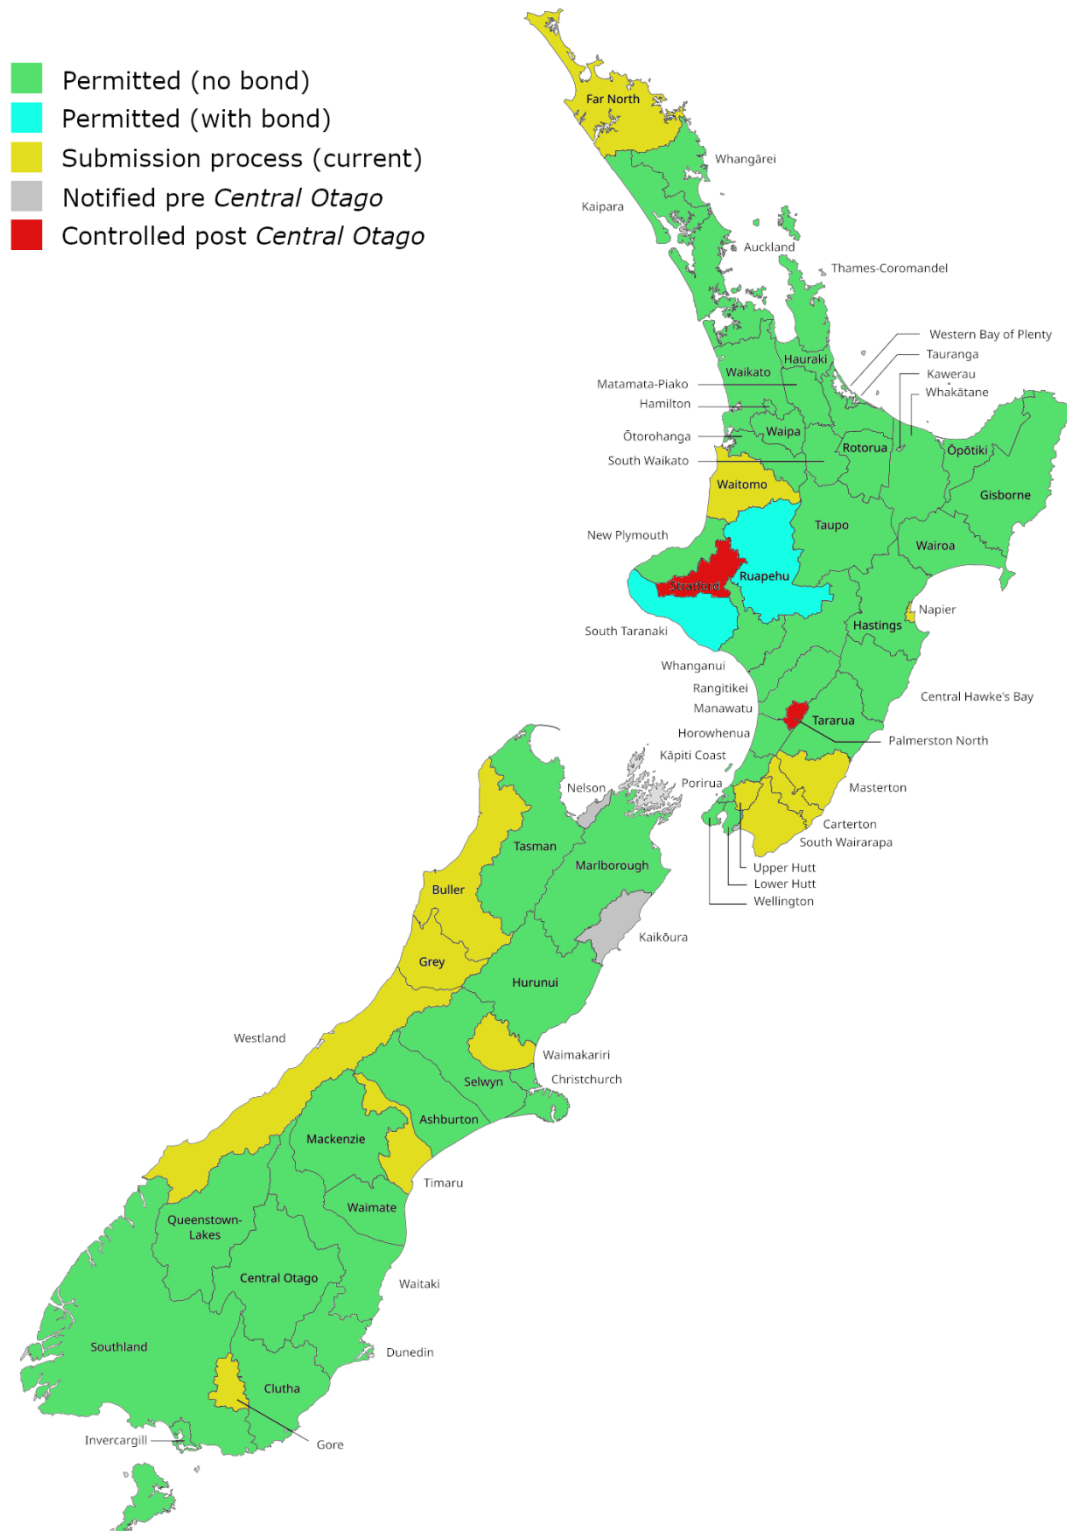 Permitted (no bond)
Permitted (with bond)
Submission process (current)
Notified pre Central Otago
Controlled post Central Otago
Far North
Whangārei
Kaipara
Auckland
Thames-Coromandel
Western Bay of Plenty
Tauranga
Hauraki
Waikato
Kawerau
Matamata-Piako
Whakātane
Hamilton
Waipa
Ōtorohanga
Rotorua
Ōpōtiki
South Waikato
Waitomo
Gisborne
Taupo
New Plymouth
Wairoa
Ruapehu
Stratford
Napier
Hastings
South Taranaki
Whanganui
Rangitikei
Central Hawke's Bay
Manawatu
Tararua
Horowhenua
Palmerston North
Kāpiti Coast
Porirua
Nelson
Masterton
Carterton
South Wairarapa
Tasman
Marlborough
Upper Hutt
Lower Hutt
Buller
Wellington
Kaikōura
Grey
Hurunui
Westland
Waimakariri
Christchurch
Selwyn
Ashburton
Mackenzie
Timaru
Waimate
Queenstown-
Lakes
Central Otago
Waitaki
Southland
Dunedin
Clutha
Invercargill
Gore